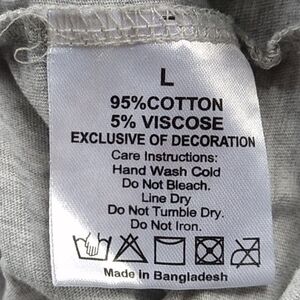 L
95%COTTON
5% VISCOSE
EXCLUSIVE OF DECORATION
Care Instructions:
Hand Wash Cold
Do Not Bleach.
Line Dry
Do Not Tumble Dry.
Do Not Iron.
Made In Bangladesh